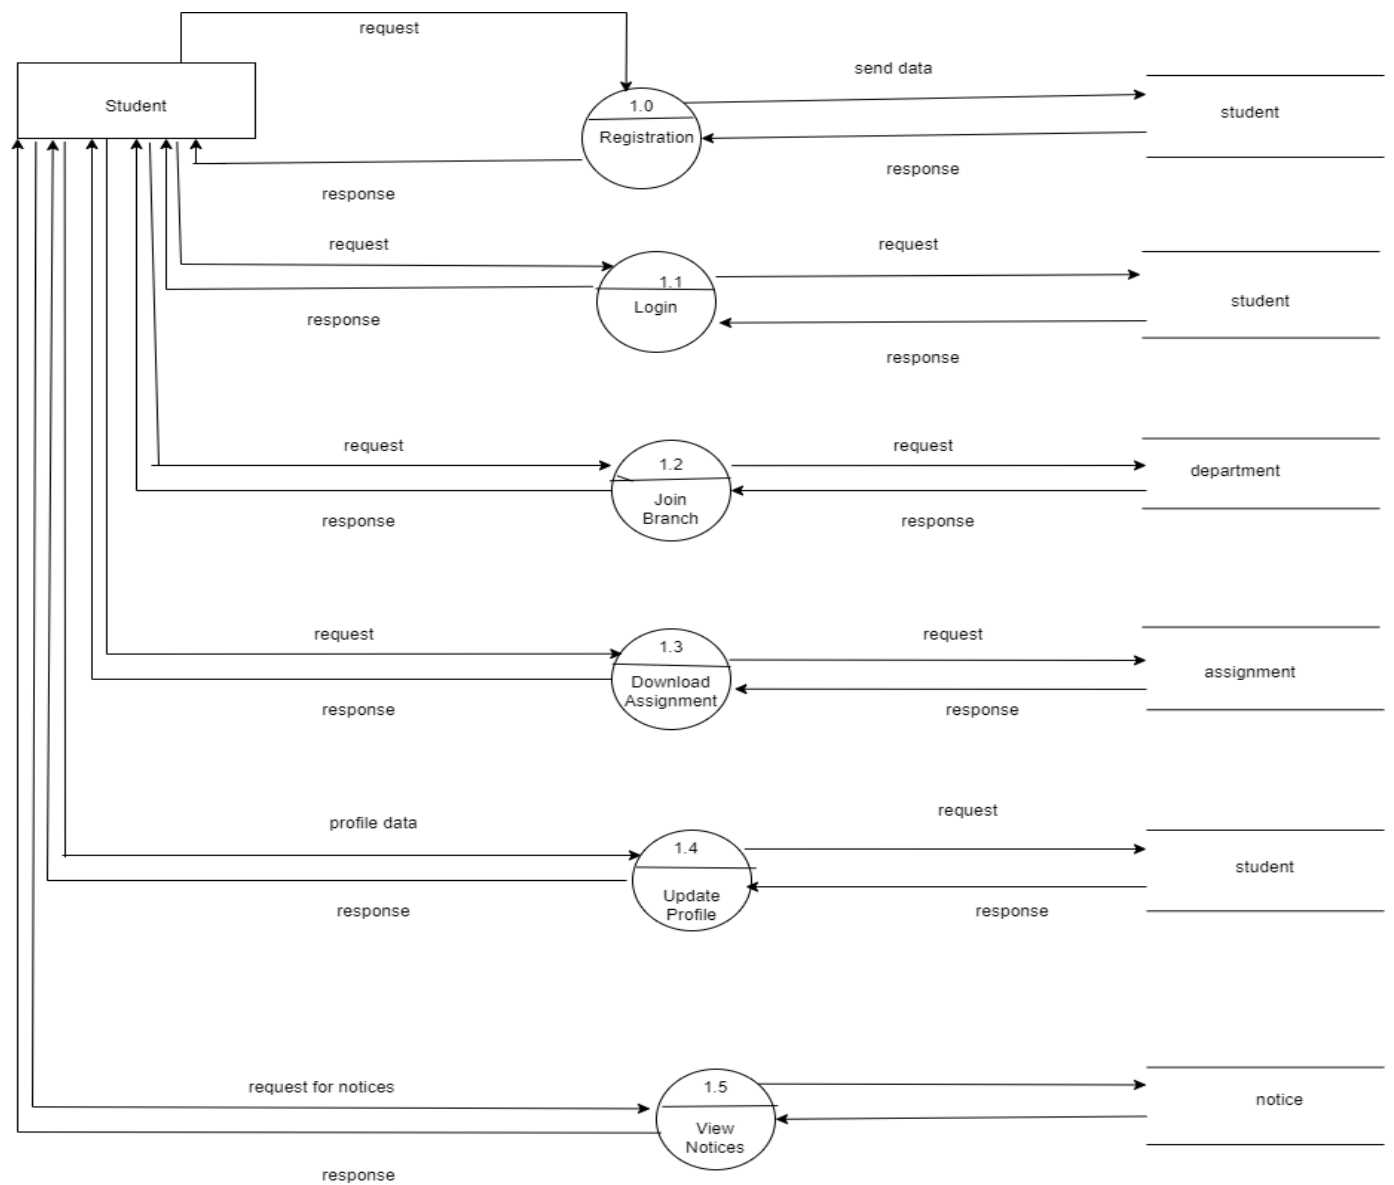 request
send data
Student
1.0
Registration
student
response
response
request
request
1.1
Login
student
response
response
request
request
1.2
Join
Branch
department
response
response
request
request
1.3
Download
Assignment
assignment
response
response
request
profile data
1.4
Update
Profile
student
response
response
request for notices
1.5
View
Notices
notice
response